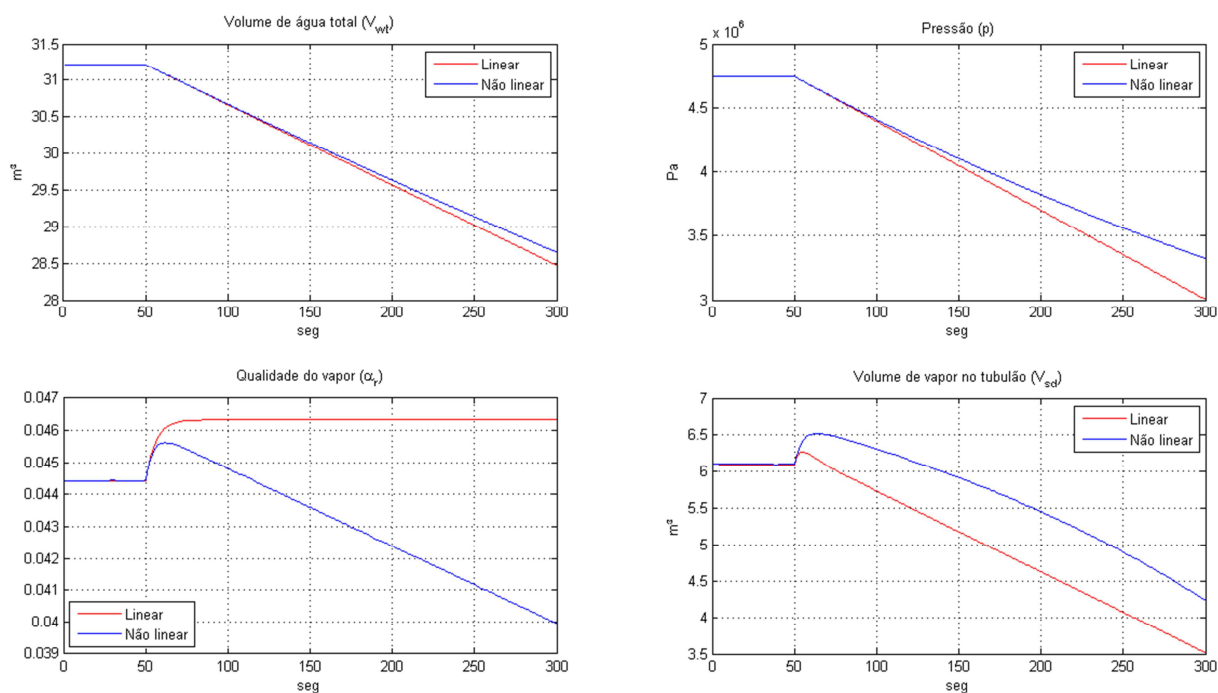 Volume de água total (Vwt)
31.5
31
30.5
30
29.5
29
28.5
28
m³
0 50 100 150 200 250 300
seg
Linear
Não linear
Pressão (p)
x 10⁶
5
4.5
4
3.5
3
Pa
0 50 100 150 200 250 300
seg
Linear
Não linear
Qualidade do vapor (αr)
0.047
0.046
0.045
0.044
0.043
0.042
0.041
0.04
0.039
0 50 100 150 200 250 300
seg
Linear
Não linear
Volume de vapor no tubulão (Vsd)
7
6.5
6
5.5
5
4.5
4
3.5
m³
0 50 100 150 200 250 300
seg
Linear
Não linear